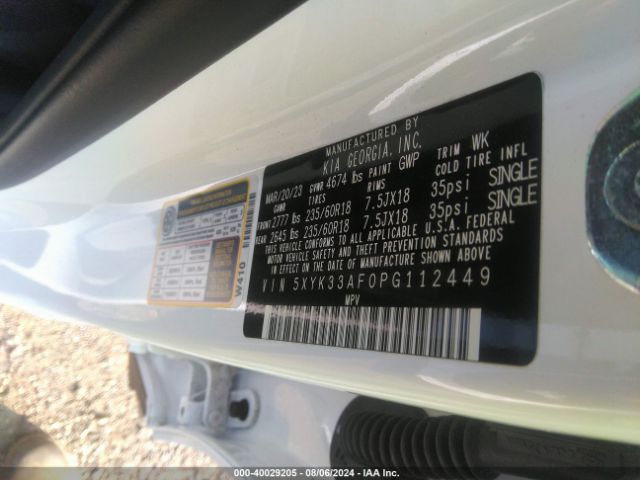 MANUFACTURED BY
KIA GEORGIA, INC.
MAR/20/23 GVWR 4674 lbs PAINT GWP TRIM WK
GAWR TIRES RIMS COLD TIRE INFL
FRONT 2777 lbs 235/60R18 7.5JX18 35psi SINGLE
REAR 2645 lbs 235/60R18 7.5JX18 35psi SINGLE
THIS VEHICLE CONFORMS TO ALL APPLICABLE U.S.A. FEDERAL
MOTOR VEHICLE SAFETY AND THEFT PREVENTION STANDARDS
IN EFFECT ON THE DATE OF MANUFACTURE SHOWN ABOVE
VIN 5XYK33AF0PG112449
MPV
W410
000-40029205 - 08/06/2024 - IAA Inc.